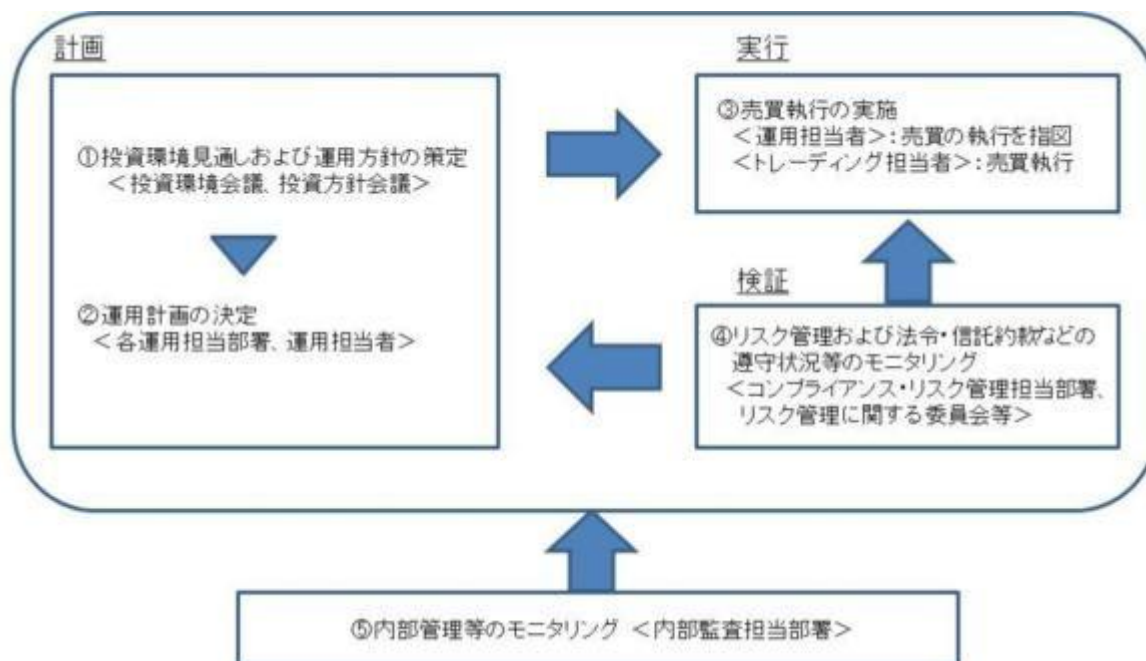 計画
①投資環境見通しおよび運用方針の策定
＜投資環境会議、投資方針会議＞
②運用計画の決定
＜各運用担当部署、運用担当者＞
実行
③売買執行の実施
＜運用担当者＞：売買の執行を指図
＜トレーディング担当者＞：売買執行
検証
④リスク管理および法令・信託約款などの
遵守状況等のモニタリング
＜コンプライアンス・リスク管理担当部署、
リスク管理に関する委員会等＞
⑤内部管理等のモニタリング ＜内部監査担当部署＞